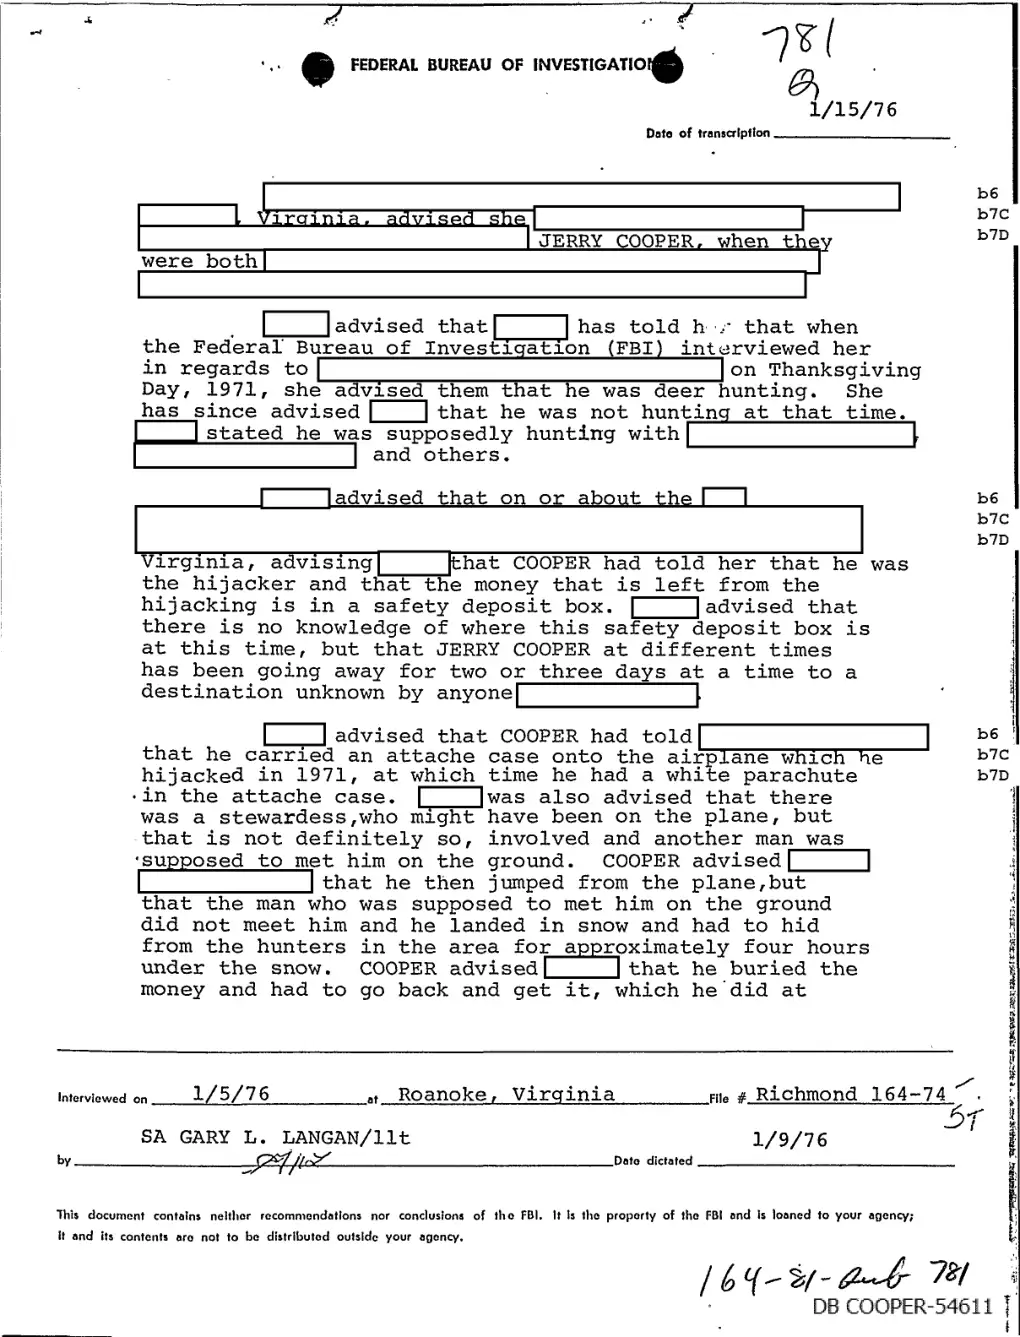 781
FEDERAL BUREAU OF INVESTIGATION
1/15/76
Date of transcription
b6
, Virginia, advised she
b7C
JERRY COOPER, when they
b7D
were both
advised that has told that when
the Federal Bureau of Investigation (FBI) interviewed her
in regards to on Thanksgiving
Day, 1971, she advised them that he was deer hunting. She
has since advised that he was not hunting at that time.
stated he was supposedly hunting with ,
and others.
advised that on or about the
b6
b7C
b7D
Virginia, advising that COOPER had told her that he was
the hijacker and that the money that is left from the
hijacking is in a safety deposit box. advised that
there is no knowledge of where this safety deposit box is
at this time, but that JERRY COOPER at different times
has been going away for two or three days at a time to a
destination unknown by anyone .
advised that COOPER had told
b6
that he carried an attache case onto the airplane which he
b7C
hijacked in 1971, at which time he had a white parachute
b7D
in the attache case. was also advised that there
was a stewardess,who might have been on the plane, but
that is not definitely so, involved and another man was
supposed to met him on the ground. COOPER advised
that he then jumped from the plane,but
that the man who was supposed to met him on the ground
did not meet him and he landed in snow and had to hid
from the hunters in the area for approximately four hours
under the snow. COOPER advised that he buried the
money and had to go back and get it, which he did at
Interviewed on 1/5/76 at Roanoke, Virginia File # Richmond 164-74
SA GARY L. LANGAN/llt 1/9/76
by Date dictated
This document contains neither recommendations nor conclusions of the FBI. It is the property of the FBI and is loaned to your agency;
it and its contents are not to be distributed outside your agency.
164-81-sub 781
DB COOPER-54611